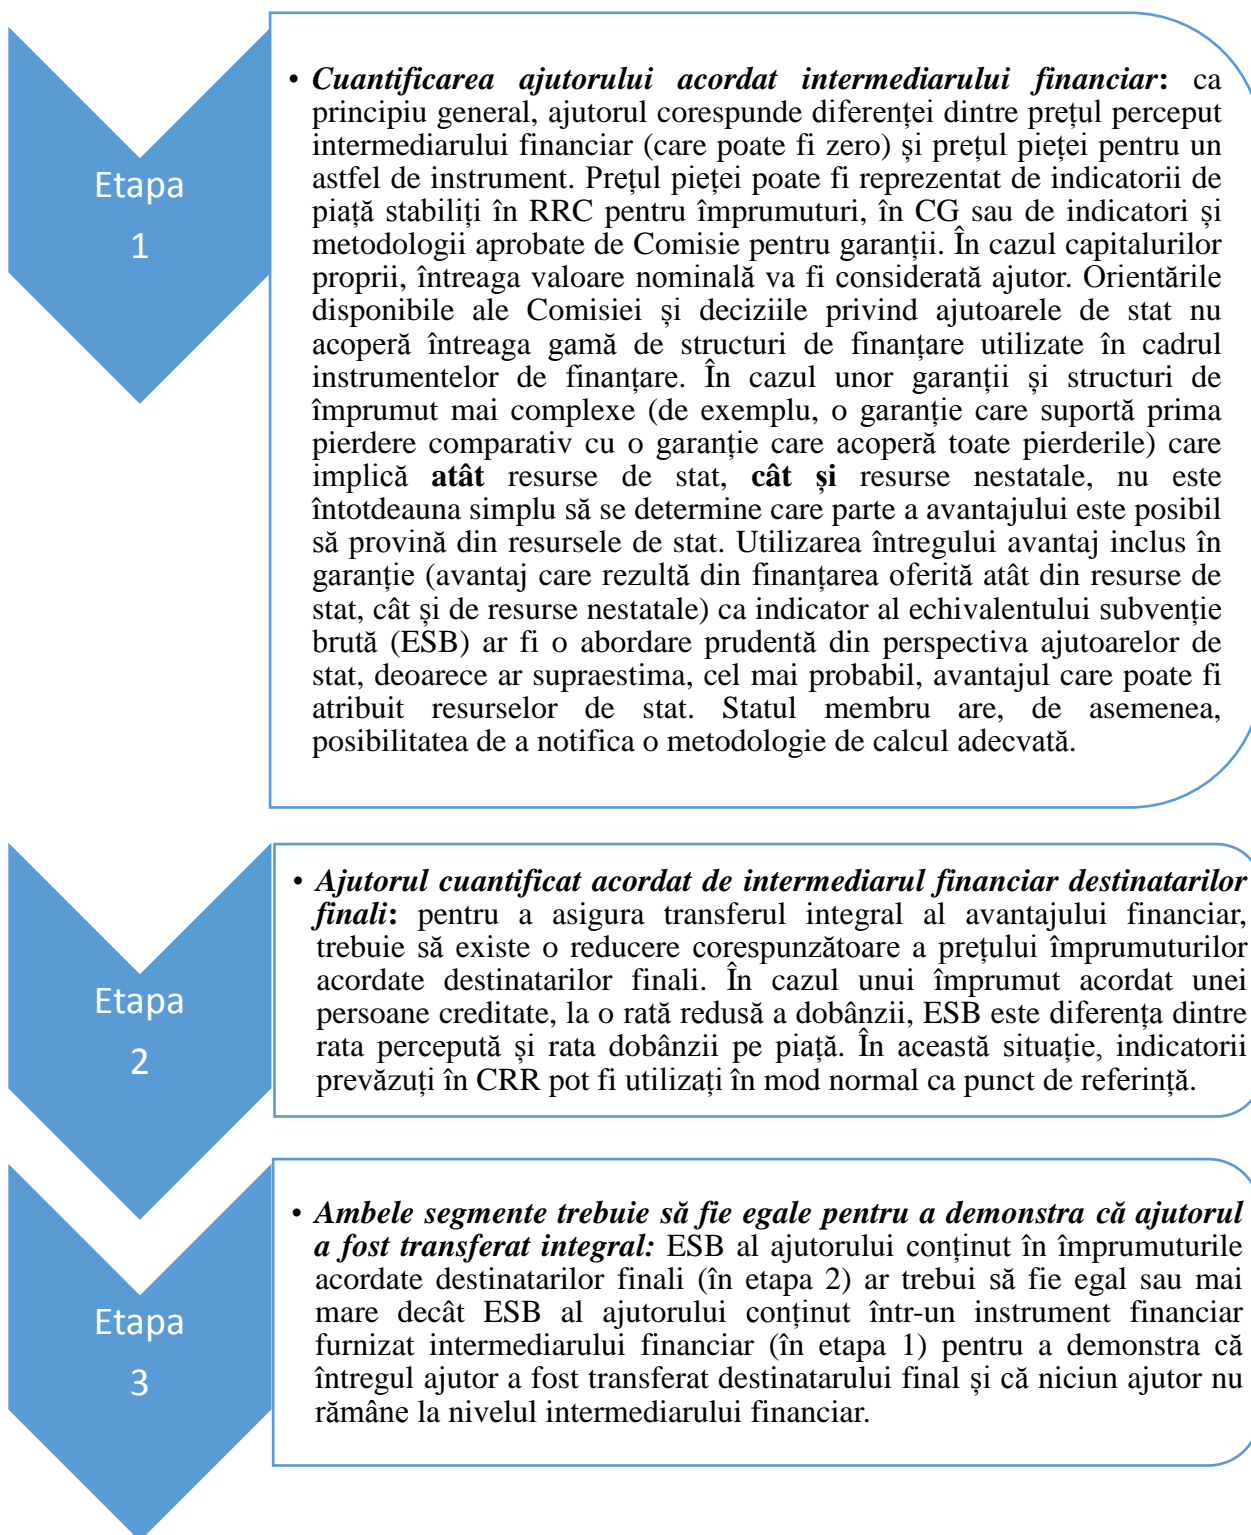 Etapa
1
• Cuantificarea ajutorului acordat intermediarului financiar: ca
principiu general, ajutorul corespunde diferenței dintre prețul perceput
intermediarului financiar (care poate fi zero) și prețul pieței pentru un
astfel de instrument. Prețul pieței poate fi reprezentat de indicatorii de
piață stabiliți în RRC pentru împrumuturi, în CG sau de indicatori și
metodologii aprobate de Comisie pentru garanții. În cazul capitalurilor
proprii, întreaga valoare nominală va fi considerată ajutor. Orientările
disponibile ale Comisiei și deciziile privind ajutoarele de stat nu
acoperă întreaga gamă de structuri de finanțare utilizate în cadrul
instrumentelor de finanțare. În cazul unor garanții și structuri de
împrumut mai complexe (de exemplu, o garanție care suportă prima
pierdere comparativ cu o garanție care acoperă toate pierderile) care
implică atât resurse de stat, cât și resurse nestatale, nu este
întotdeauna simplu să se determine care parte a avantajului este posibil
să provină din resursele de stat. Utilizarea întregului avantaj inclus în
garanție (avantaj care rezultă din finanțarea oferită atât din resurse de
stat, cât și de resurse nestatale) ca indicator al echivalentului subvenție
brută (ESB) ar fi o abordare prudentă din perspectiva ajutoarelor de
stat, deoarece ar supraestima, cel mai probabil, avantajul care poate fi
atribuit resurselor de stat. Statul membru are, de asemenea,
posibilitatea de a notifica o metodologie de calcul adecvată.
Etapa
2
• Ajutorul cuantificat acordat de intermediarul financiar destinatarilor
finali: pentru a asigura transferul integral al avantajului financiar,
trebuie să existe o reducere corespunzătoare a prețului împrumuturilor
acordate destinatarilor finali. În cazul unui împrumut acordat unei
persoane creditate, la o rată redusă a dobânzii, ESB este diferența dintre
rata percepută și rata dobânzii pe piață. În această situație, indicatorii
prevăzuți în CRR pot fi utilizați în mod normal ca punct de referință.
Etapa
3
• Ambele segmente trebuie să fie egale pentru a demonstra că ajutorul
a fost transferat integral: ESB al ajutorului conținut în împrumuturile
acordate destinatarilor finali (în etapa 2) ar trebui să fie egal sau mai
mare decât ESB al ajutorului conținut într-un instrument financiar
furnizat intermediarului financiar (în etapa 1) pentru a demonstra că
întregul ajutor a fost transferat destinatarului final și că niciun ajutor nu
rămâne la nivelul intermediarului financiar.